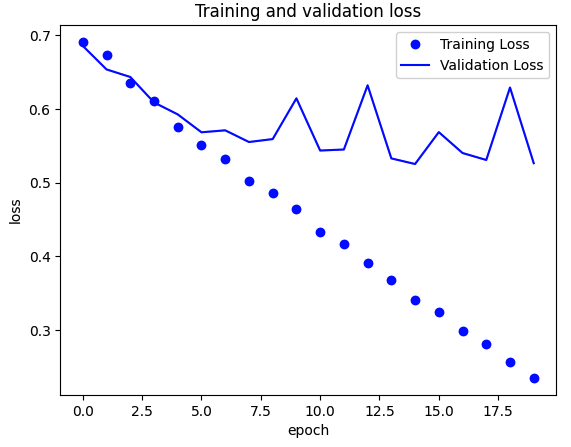 Training and validation loss
Training Loss
Validation Loss
0.7
0.6
0.5
0.4
0.3
loss
0.0 2.5 5.0 7.5 10.0 12.5 15.0 17.5
epoch